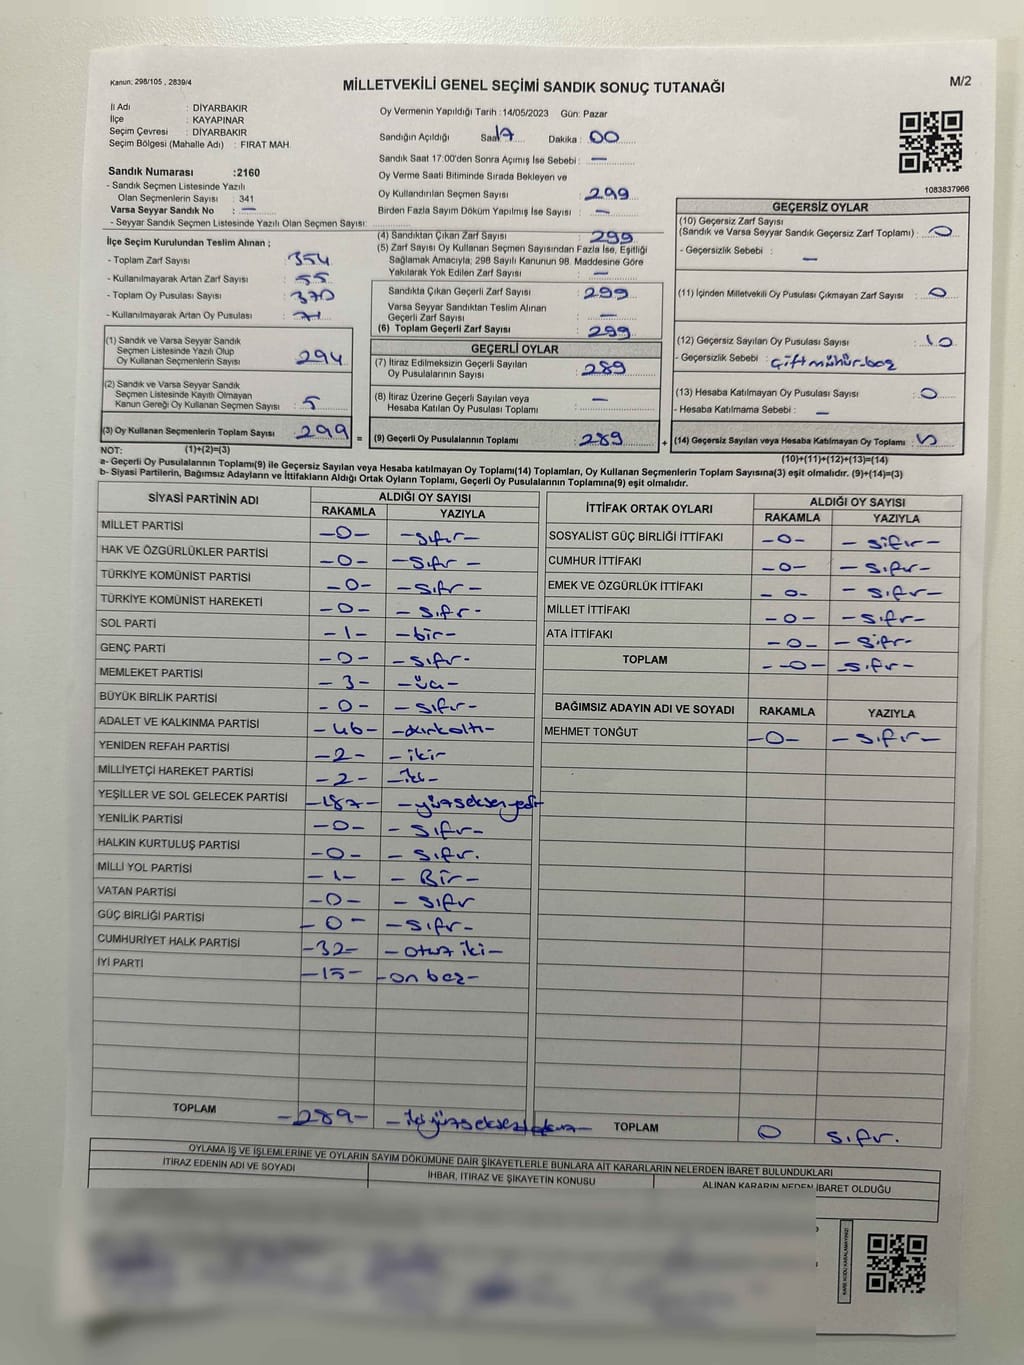 Kanun: 298/105 , 2839/4
MİLLETVEKİLİ GENEL SEÇİMİ SANDIK SONUÇ TUTANAĞI
M/2
İl Adı : DİYARBAKIR
İlçe : KAYAPINAR
Seçim Çevresi : DİYARBAKIR
Seçim Bölgesi (Mahalle Adı) : FIRAT MAH.
Sandık Numarası :2160
- Sandık Seçmen Listesinde Yazılı
Olan Seçmenlerin Sayısı : 341
Varsa Seyyar Sandık No : —
- Seyyar Sandık Seçmen Listesinde Yazılı Olan Seçmen Sayısı:
İlçe Seçim Kurulundan Teslim Alınan ;
- Toplam Zarf Sayısı : 354
- Kullanılmayarak Artan Zarf Sayısı : 55
- Toplam Oy Pusulası Sayısı : 370
- Kullanılmayarak Artan Oy Pusulası : 71
(1) Sandık ve Varsa Seyyar Sandık
Seçmen Listesinde Yazılı Olup
Oy Kullanan Seçmenlerin Sayısı : 294
(2) Sandık ve Varsa Seyyar Sandık
Seçmen Listesinde Kayıtlı Olmayan
Kanun Gereği Oy Kullanan Seçmen Sayısı : 5
(3) Oy Kullanan Seçmenlerin Toplam Sayısı : 299
Oy Vermenin Yapıldığı Tarih : 14/05/2023 Gün: Pazar
Sandığın Açıldığı Saat 17 Dakika : 00
Sandık Saat 17:00'den Sonra Açımış İse Sebebi : —
Oy Verme Saati Bitiminde Sırada Bekleyen ve
Oy Kullandırılan Seçmen Sayısı : 299
Birden Fazla Sayım Döküm Yapılmış İse Sayısı : —
(4) Sandıktan Çıkan Zarf Sayısı : 299
(5) Zarf Sayısı Oy Kullanan Seçmen Sayısından Fazla İse, Eşitliği
Sağlamak Amacıyla; 298 Sayılı Kanunun 98. Maddesine Göre
Yakılarak Yok Edilen Zarf Sayısı : —
Sandıkta Çıkan Geçerli Zarf Sayısı : 299
Varsa Seyyar Sandıktan Teslim Alınan
Geçerli Zarf Sayısı : —
(6) Toplam Geçerli Zarf Sayısı : 299
GEÇERLİ OYLAR
(7) İtiraz Edilmeksizin Geçerli Sayılan
Oy Pusulalarının Sayısı : 289
(8) İtiraz Üzerine Geçerli Sayılan veya
Hesaba Katılan Oy Pusulası Toplamı : —
= (9) Geçerli Oy Pusulalarının Toplamı : 289 +
1083837966
GEÇERSİZ OYLAR
(10) Geçersiz Zarf Sayısı
(Sandık ve Varsa Seyyar Sandık Geçersiz Zarf Toplamı) : 0
- Geçersizlik Sebebi : —
(11) İçinden Milletvekili Oy Pusulası Çıkmayan Zarf Sayısı : 0
(12) Geçersiz Sayılan Oy Pusulası Sayısı : 10
- Geçersizlik Sebebi : Çift mühür-boş
(13) Hesaba Katılmayan Oy Pusulası Sayısı : 0
- Hesaba Katılmama Sebebi : —
(14) Geçersiz Sayılan veya Hesaba Katılmayan Oy Toplamı :
NOT: (1)+(2)=(3)
(10)+(11)+(12)+(13)=(14)
a- Geçerli Oy Pusulalarının Toplamı(9) ile Geçersiz Sayılan veya Hesaba katılmayan Oy Toplamı(14) Toplamları, Oy Kullanan Seçmenlerin Toplam Sayısına(3) eşit olmalıdır. (9)+(14)=(3)
b- Siyasi Partilerin, Bağımsız Adayların ve İttifakların Aldığı Ortak Oyların Toplamı, Geçerli Oy Pusulalarının Toplamına(9) eşit olmalıdır.
SİYASİ PARTİNİN ADI ALDIĞI OY SAYISI
RAKAMLA YAZIYLA
MİLLET PARTİSİ -0- -sıfır-
HAK VE ÖZGÜRLÜKLER PARTİSİ -0- -sıfır-
TÜRKİYE KOMÜNİST PARTİSİ -0- -sıfır-
TÜRKİYE KOMÜNİST HAREKETİ -0- -sıfır-
SOL PARTİ -1- -bir-
GENÇ PARTİ -0- -sıfır-
MEMLEKET PARTİSİ -3- -üç-
BÜYÜK BİRLİK PARTİSİ -0- -sıfır-
ADALET VE KALKINMA PARTİSİ -46- -kırkaltı-
YENİDEN REFAH PARTİSİ -2- -iki-
MİLLİYETÇİ HAREKET PARTİSİ -2- -iki-
YEŞİLLER VE SOL GELECEK PARTİSİ -187- -yüzseksenyedi
YENİLİK PARTİSİ -0- -sıfır-
HALKIN KURTULUŞ PARTİSİ -0- -sıfır.
MİLLİ YOL PARTİSİ -1- -Bir-
VATAN PARTİSİ -0- -sıfır
GÜÇ BİRLİĞİ PARTİSİ -0- -sıfır-
CUMHURİYET HALK PARTİSİ -32- -otuz iki-
İYİ PARTİ -15- -on beş-
TOPLAM -289- -ikiyüzseksendokuz-
İTTİFAK ORTAK OYLARI ALDIĞI OY SAYISI
RAKAMLA YAZIYLA
SOSYALİST GÜÇ BİRLİĞİ İTTİFAKI -0- -sıfır-
CUMHUR İTTİFAKI -0- -sıfır-
EMEK VE ÖZGÜRLÜK İTTİFAKI -0- -sıfır-
MİLLET İTTİFAKI -0- -sıfır-
ATA İTTİFAKI -0- -sıfır-
TOPLAM -0- -sıfır-
BAĞIMSIZ ADAYIN ADI VE SOYADI RAKAMLA YAZIYLA
MEHMET TONĞUT -0- -sıfır-
TOPLAM 0 sıfır.
OYLAMA İŞ VE İŞLEMLERİNE VE OYLARIN SAYIM DÖKÜMÜNE DAİR ŞİKAYETLERLE BUNLARA AİT KARARLARIN NELERDEN İBARET BULUNDUKLARI
İTİRAZ EDENİN ADI VE SOYADI İHBAR, İTİRAZ VE ŞİKAYETİN KONUSU ALINAN KARARIN NEDEN İBARET OLDUĞU
KARE KODU KARALAMAYINIZ!